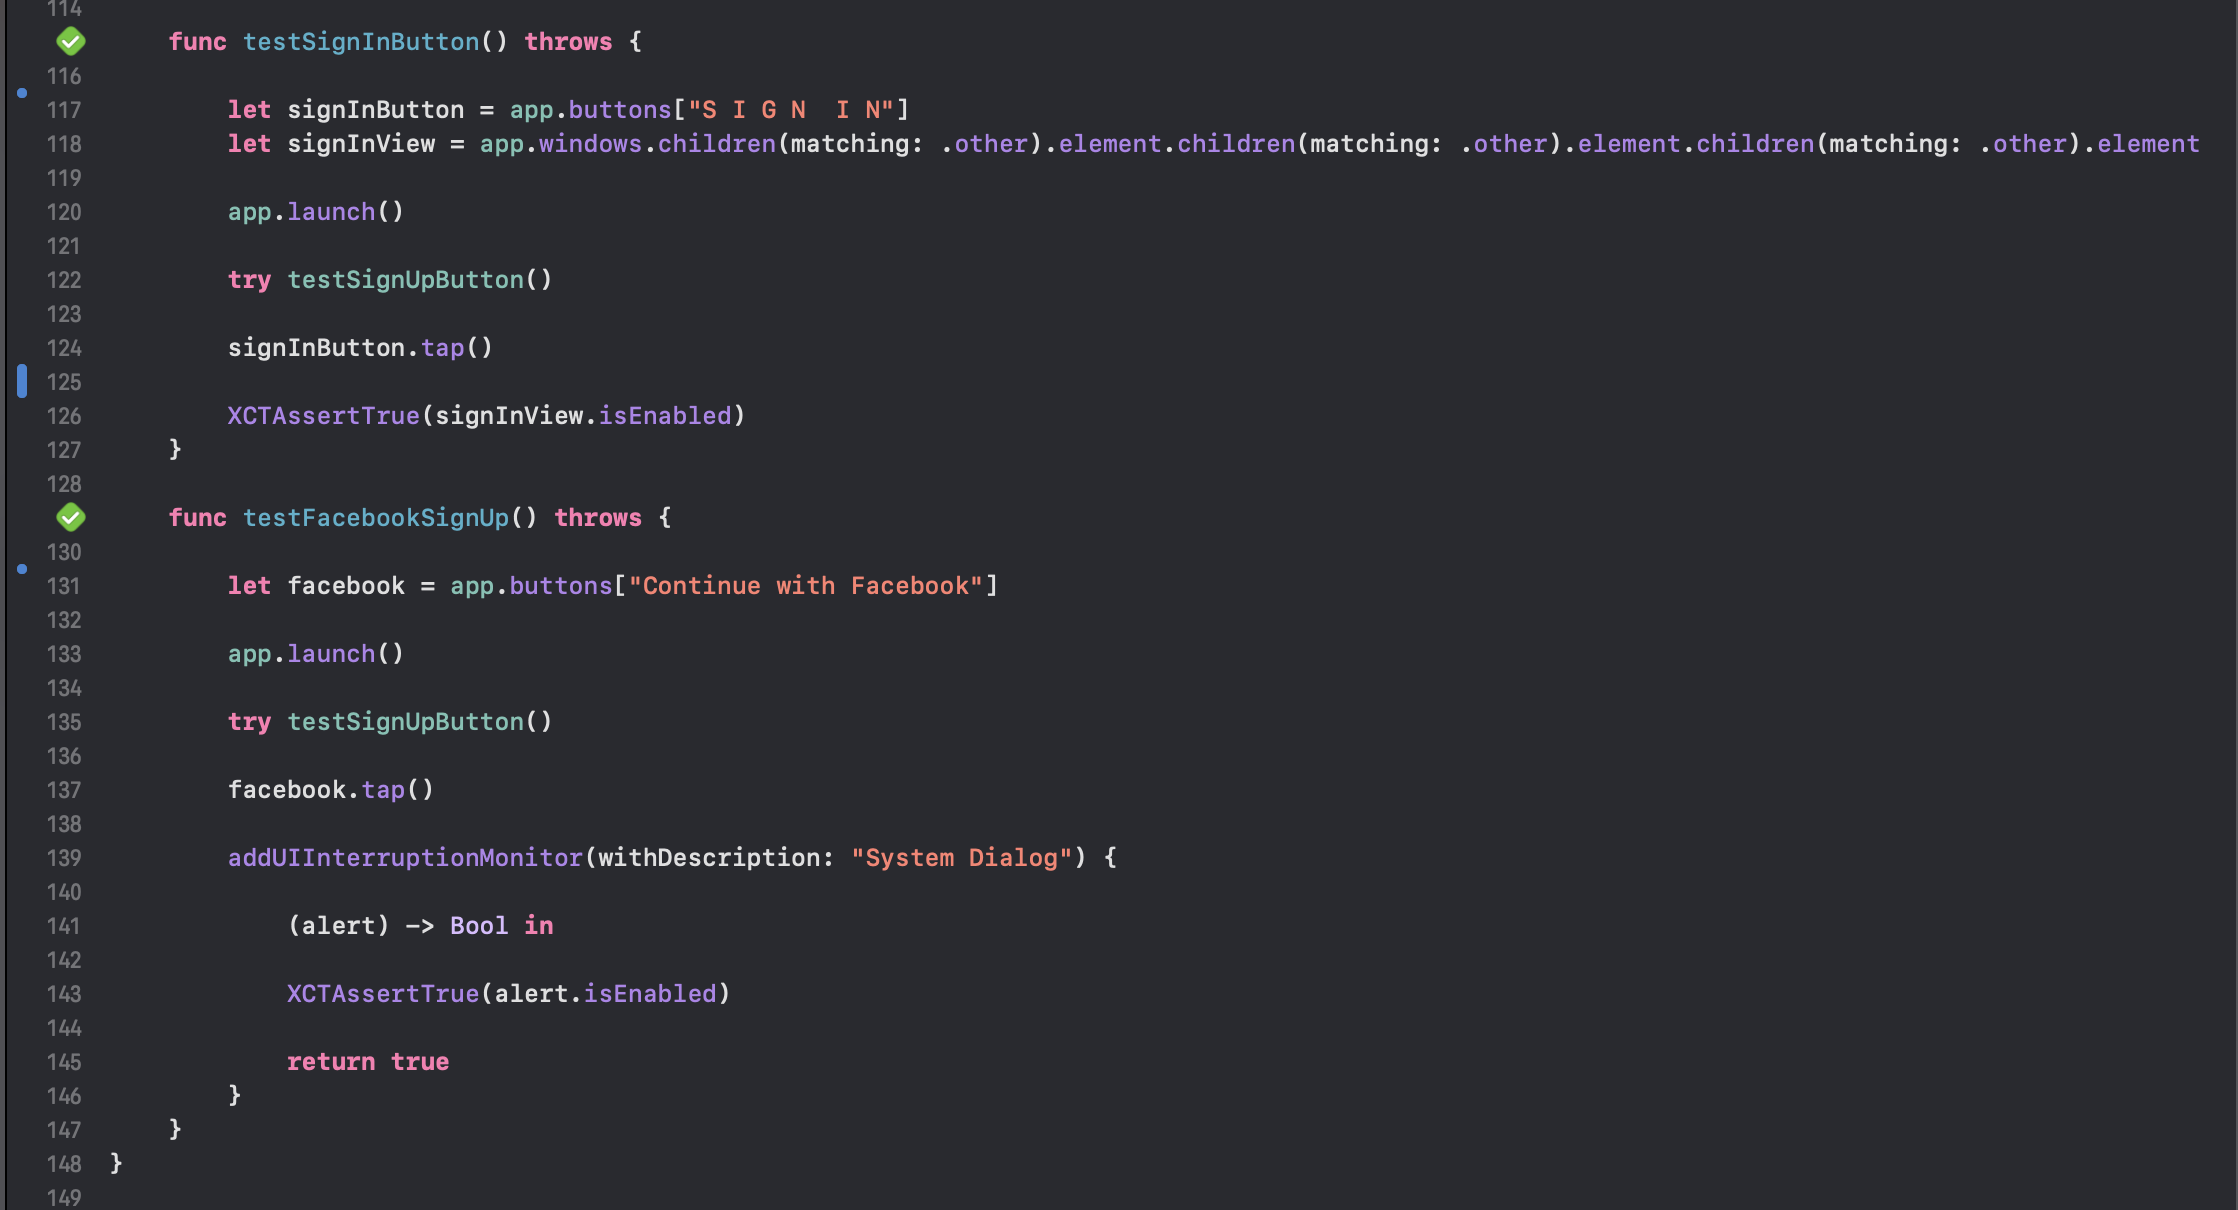 114
func testSignInButton() throws {
116
117 let signInButton = app.buttons["S I G N  I N"]
118 let signInView = app.windows.children(matching: .other).element.children(matching: .other).element.children(matching: .other).element
119
120 app.launch()
121
122 try testSignUpButton()
123
124 signInButton.tap()
125
126 XCTAssertTrue(signInView.isEnabled)
127 }
128
func testFacebookSignUp() throws {
130
131 let facebook = app.buttons["Continue with Facebook"]
132
133 app.launch()
134
135 try testSignUpButton()
136
137 facebook.tap()
138
139 addUIInterruptionMonitor(withDescription: "System Dialog") {
140
141 (alert) -> Bool in
142
143 XCTAssertTrue(alert.isEnabled)
144
145 return true
146 }
147 }
148 }
149